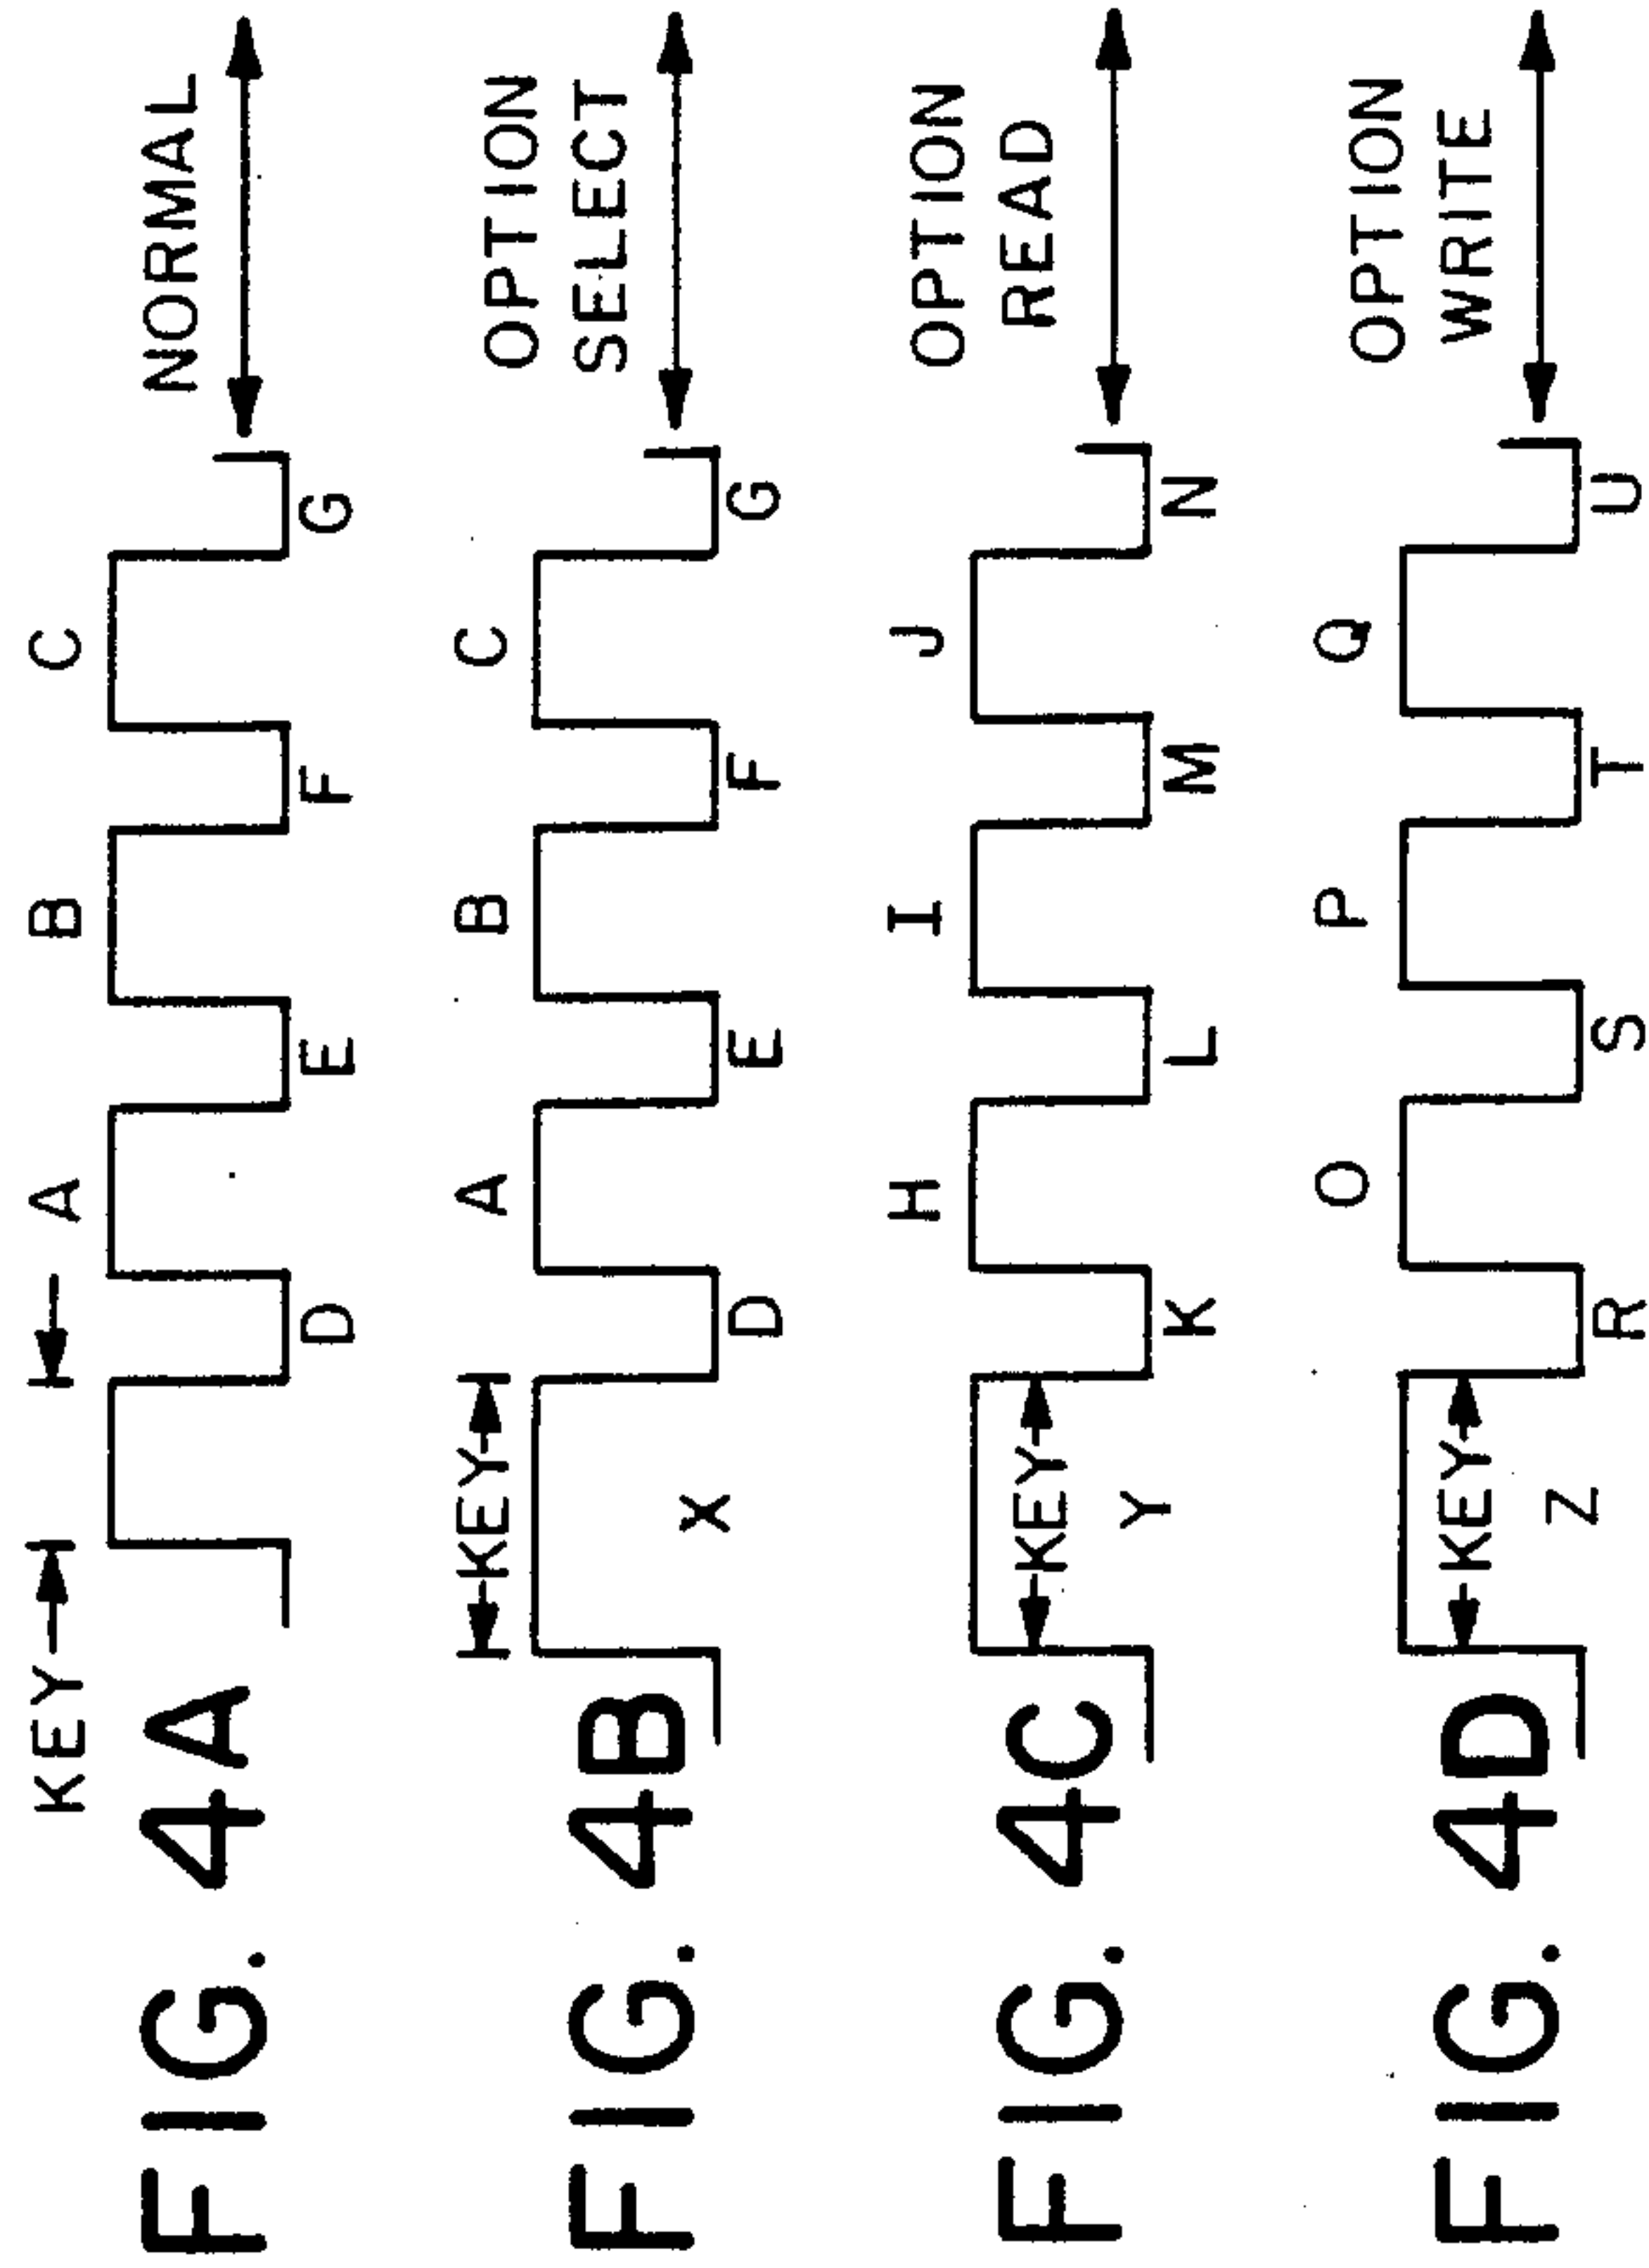 KEY A B C
FIG. 4A NORMAL
D E F G
KEY A B C
FIG. 4B OPTION
SELECT
X
D E F G
H I J
FIG. 4C KEY OPTION
READ
Y
K L M N
O P Q
FIG. 4D KEY OPTION
WRITE
Z
R S T U